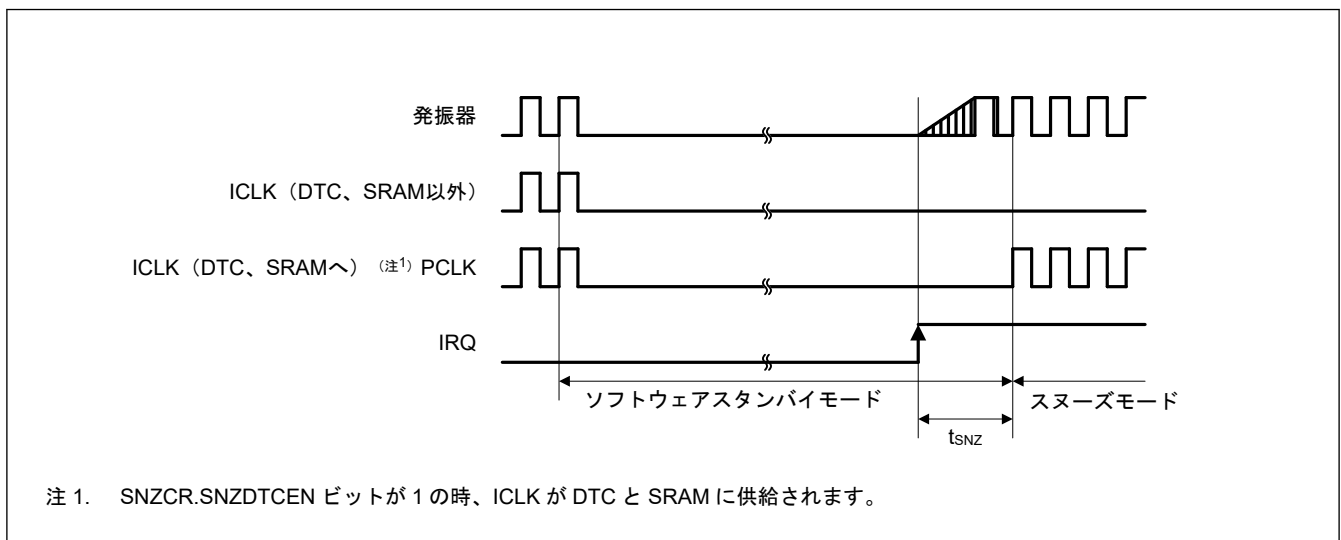 発振器
ICLK（DTC、SRAM以外）
ICLK（DTC、SRAMへ）（注1）PCLK
IRQ
ソフトウェアスタンバイモード
スヌーズモード
tSNZ
注 1. SNZCR.SNZDTCEN ビットが 1 の時、ICLK が DTC と SRAM に供給されます。